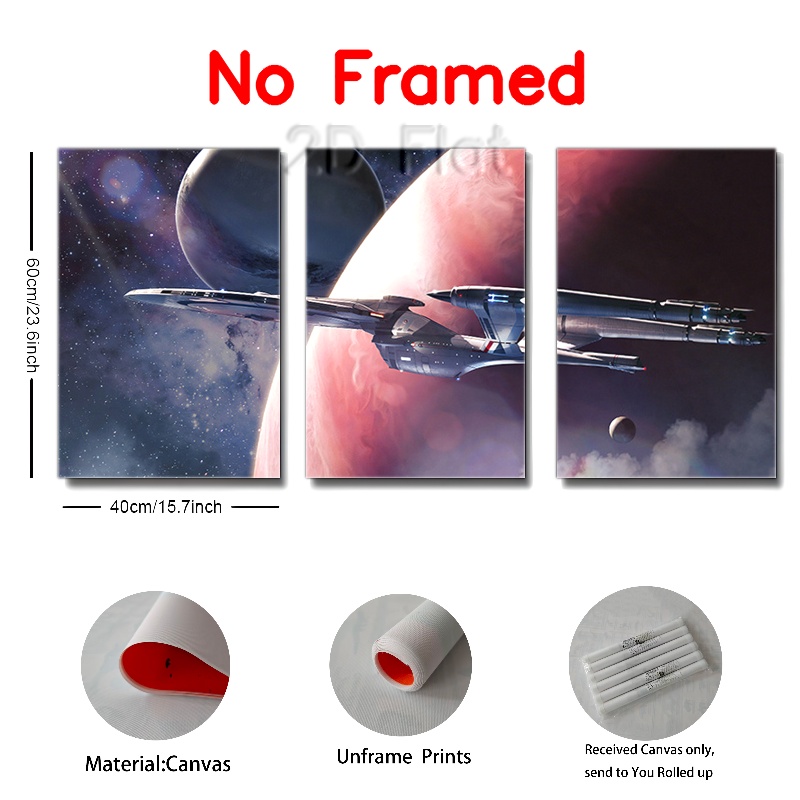 No Framed
2D Flat
60cm/23.6inch
40cm/15.7inch
Material:Canvas
Unframe Prints
Received Canvas only,
send to You Rolled up